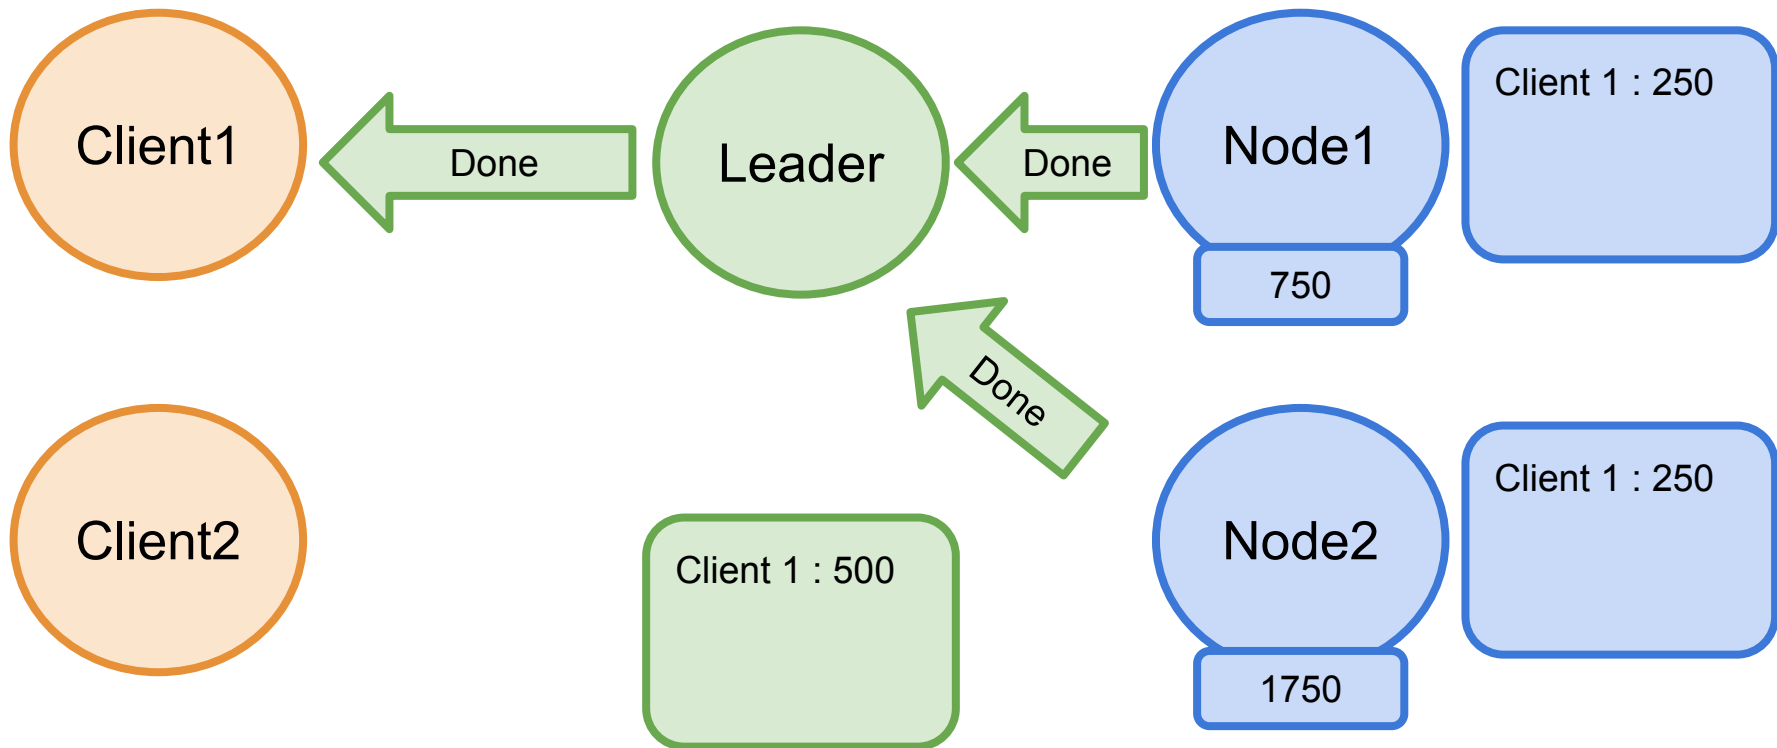 Client1
Done
Leader
Done
Node1
Client 1 : 250
750
Done
Client2
Client 1 : 500
Node2
Client 1 : 250
1750